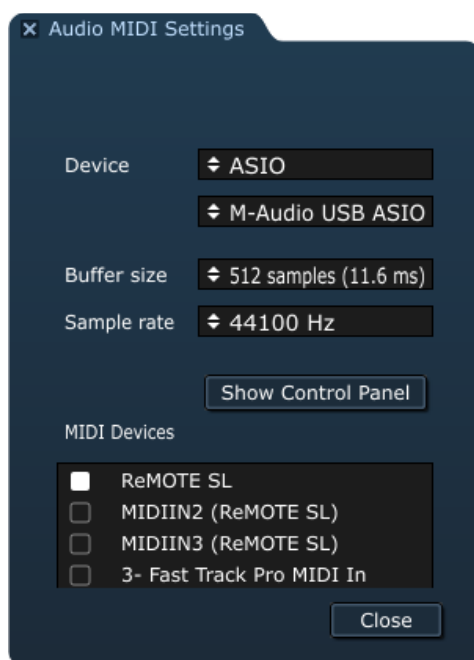 Audio MIDI Settings
Device ASIO
M-Audio USB ASIO
Buffer size 512 samples (11.6 ms)
Sample rate 44100 Hz
Show Control Panel
MIDI Devices
ReMOTE SL
MIDIIN2 (ReMOTE SL)
MIDIIN3 (ReMOTE SL)
3- Fast Track Pro MIDI In
Close